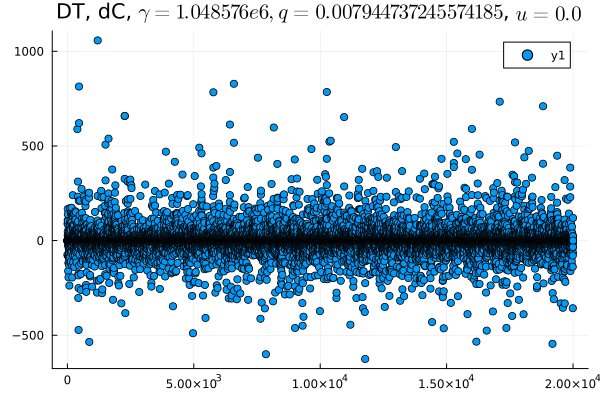 DT, dC, γ = 1.048576e6, q = 0.007944737245574185, u = 0.0
y1
1000
500
0
−500
0 5.00×10³ 1.00×10⁴ 1.50×10⁴ 2.00×10⁴